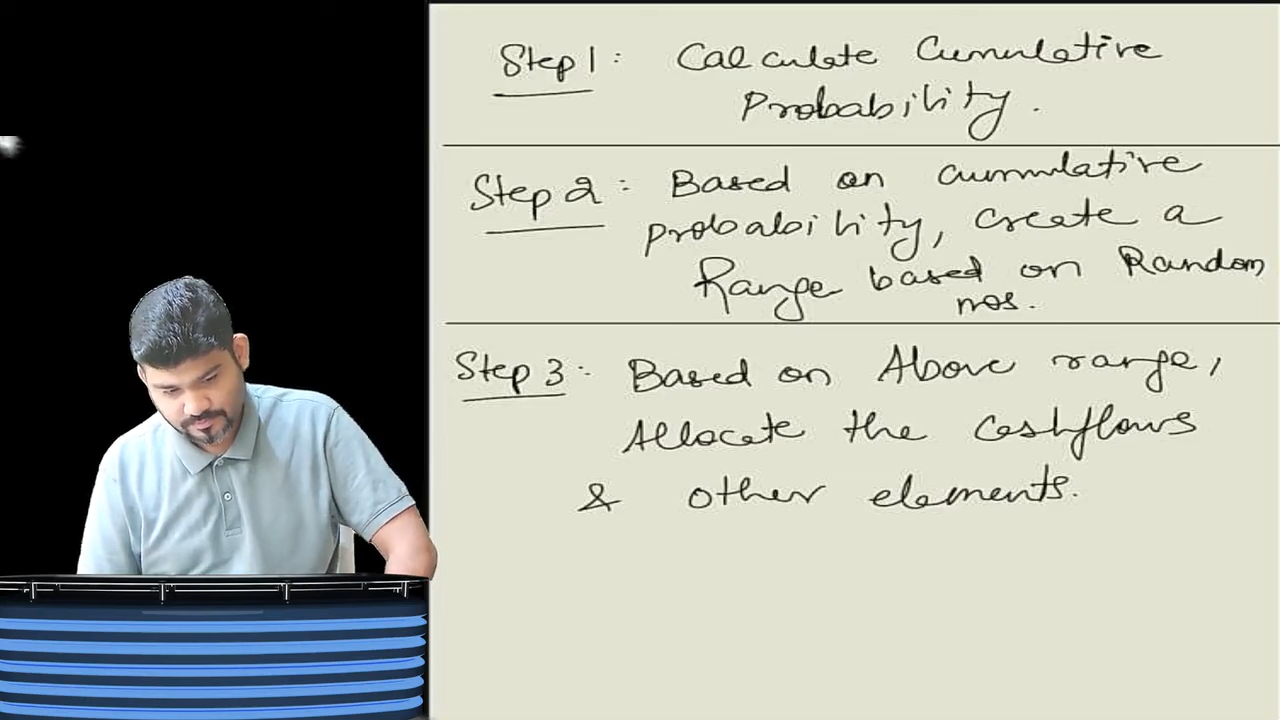 Step 1 : Calculate Cumulative
Probability.
Step 2 : Based on cummulative
probability, create a
Range based on Random
nos.
Step 3 : Based on Above range,
Allocate the cashflows
& other elements.